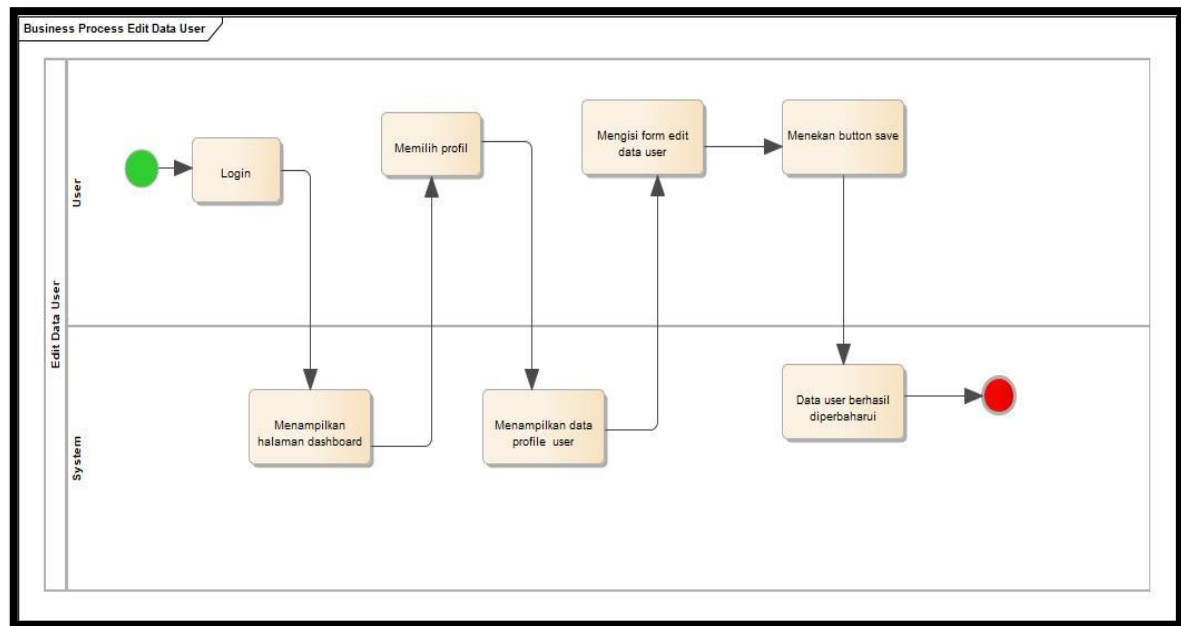 Business Process Edit Data User
Edit Data User
User
Login
Memilih profil
Mengisi form edit
data user
Menekan button save
System
Menampilkan
halaman dashboard
Menampilkan data
profile user
Data user berhasil
diperbaharui